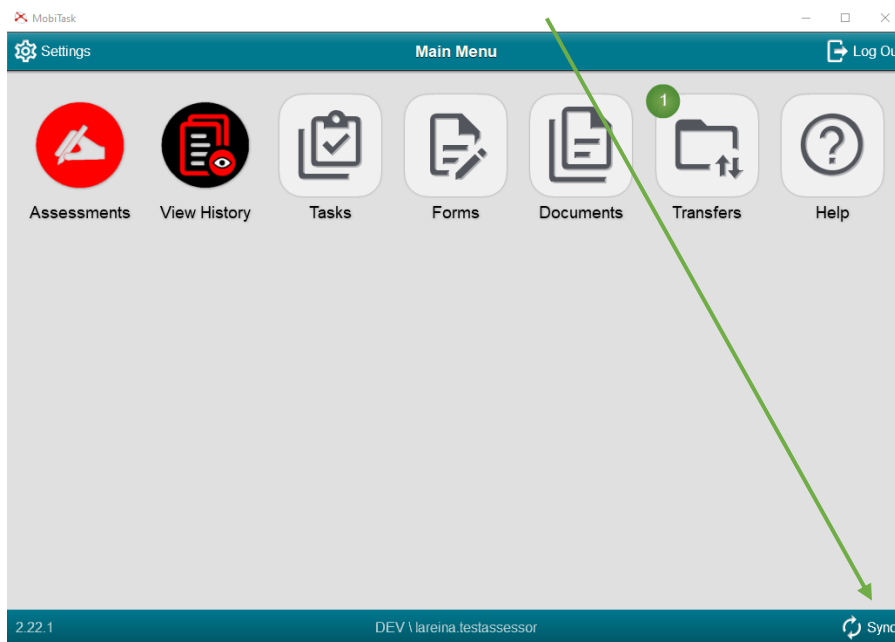 MobiTask
Settings
Main Menu
Log Ou
1
Assessments
View History
Tasks
Forms
Documents
Transfers
Help
2.22.1
DEV \ lareina.testassessor
Sync